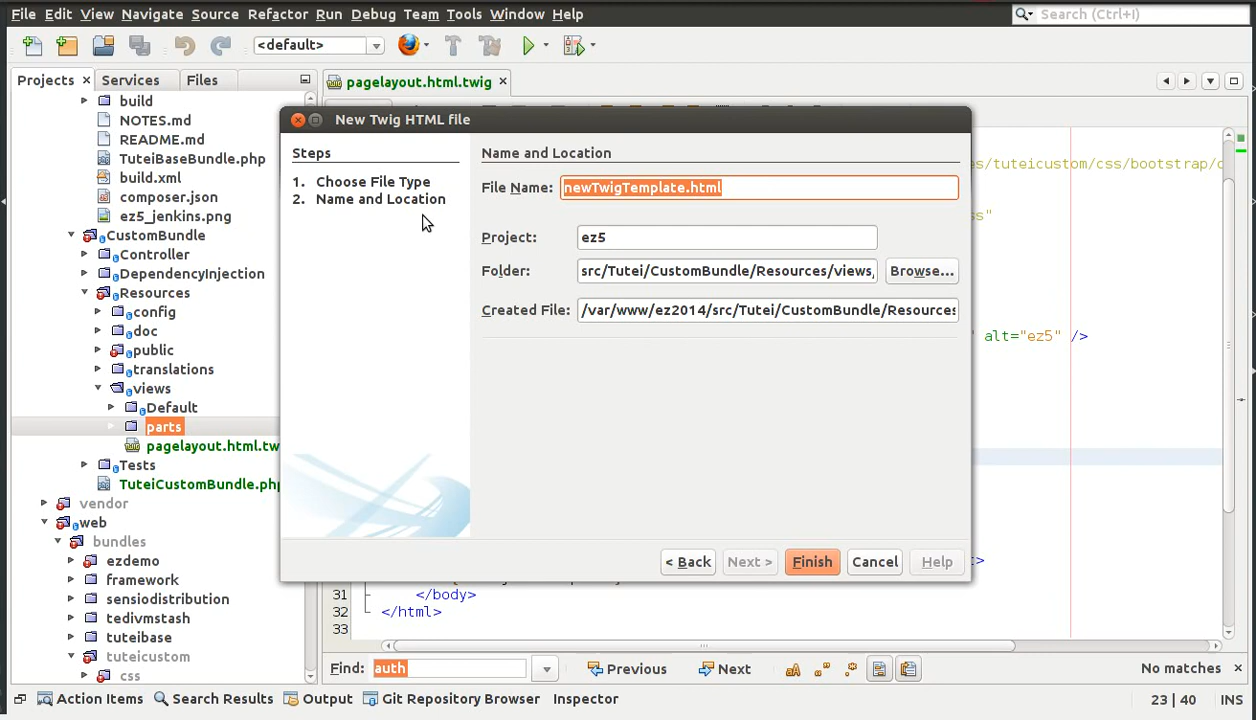 File Edit View Navigate Source Refactor Run Debug Team Tools Window Help
Search (Ctrl+I)
<default>
Projects Services Files
pagelayout.html.twig
build
NOTES.md
README.md
TuteiBaseBundle.php
build.xml
composer.json
ez5_jenkins.png
CustomBundle
Controller
DependencyInjection
Resources
config
doc
public
translations
views
Default
parts
pagelayout.html.tw
Tests
TuteiCustomBundle.php
vendor
web
bundles
ezdemo
framework
sensiodistribution
tedivmstash
tuteibase
tuteicustom
css
New Twig HTML file
Steps
1. Choose File Type
2. Name and Location
Name and Location
File Name: newTwigTemplate.html
Project: ez5
Folder: src/Tutei/CustomBundle/Resources/views, Browse...
Created File: /var/www/ez2014/src/Tutei/CustomBundle/Resources
< Back Next > Finish Cancel Help
es/tuteicustom/css/bootstrap/
s"
" alt="ez5" />
>
31 </body>
32 </html>
33
Find: auth Previous Next No matches
Action Items Search Results Output Git Repository Browser Inspector 23 | 40 INS